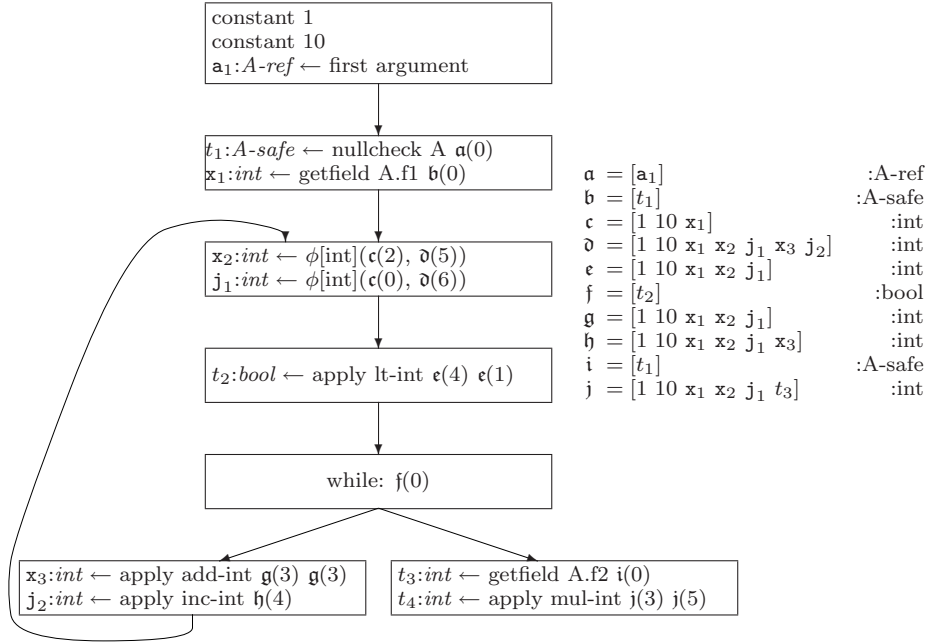 constant 1
constant 10
a₁:A-ref ← first argument
t₁:A-safe ← nullcheck A 𝔞(0)
x₁:int ← getfield A.f1 𝔟(0)
x₂:int ← ϕ[int](𝔠(2), 𝔡(5))
j₁:int ← ϕ[int](𝔠(0), 𝔡(6))
t₂:bool ← apply lt-int 𝔢(4) 𝔢(1)
while: 𝔣(0)
x₃:int ← apply add-int 𝔤(3) 𝔤(3)
j₂:int ← apply inc-int 𝔥(4)
t₃:int ← getfield A.f2 𝔦(0)
t₄:int ← apply mul-int 𝔧(3) 𝔧(5)
𝔞 = [a₁] :A-ref
𝔟 = [t₁] :A-safe
𝔠 = [1 10 x₁] :int
𝔡 = [1 10 x₁ x₂ j₁ x₃ j₂] :int
𝔢 = [1 10 x₁ x₂ j₁] :int
𝔣 = [t₂] :bool
𝔤 = [1 10 x₁ x₂ j₁] :int
𝔥 = [1 10 x₁ x₂ j₁ x₃] :int
𝔦 = [t₁] :A-safe
𝔧 = [1 10 x₁ x₂ j₁ t₃] :int